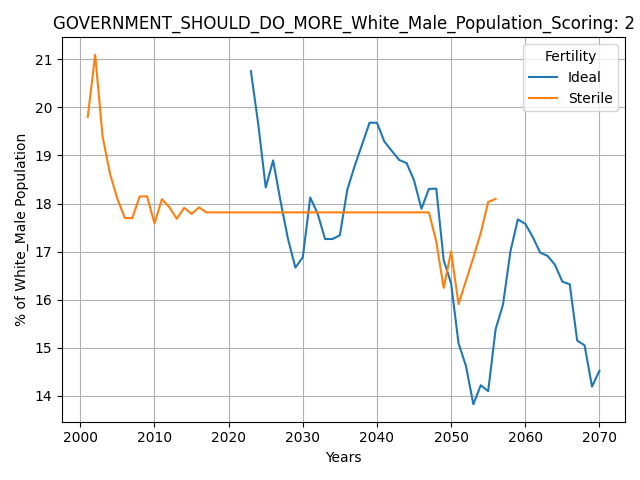 GOVERNMENT_SHOULD_DO_MORE_White_Male_Population_Scoring: 2
Fertility
Ideal
Sterile
% of White_Male Population
21
20
19
18
17
16
15
14
2000 2010 2020 2030 2040 2050 2060 2070
Years